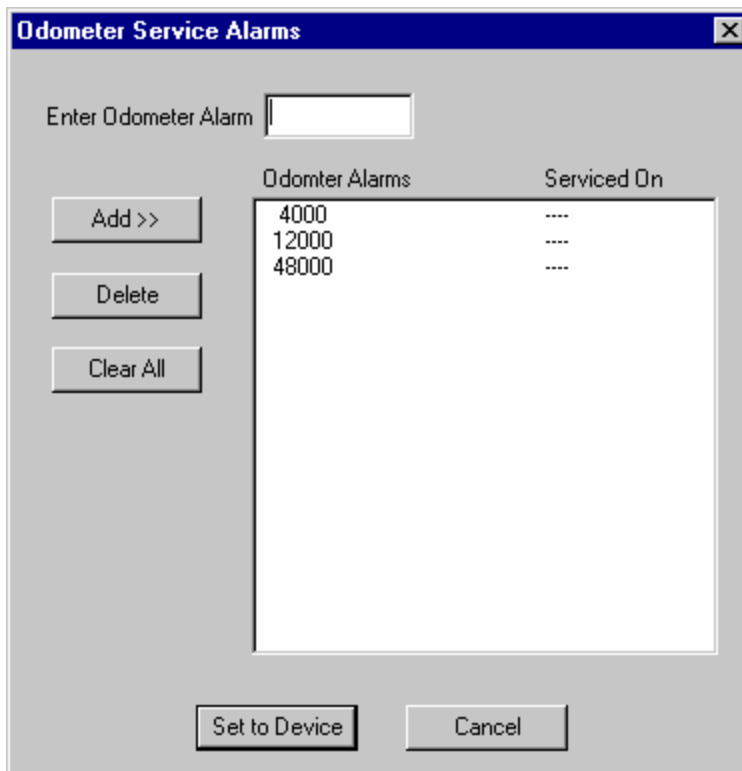 Odometer Service Alarms
Enter Odometer Alarm
Odomter Alarms Serviced On
Add >>
4000 ----
12000 ----
48000 ----
Delete
Clear All
Set to Device Cancel